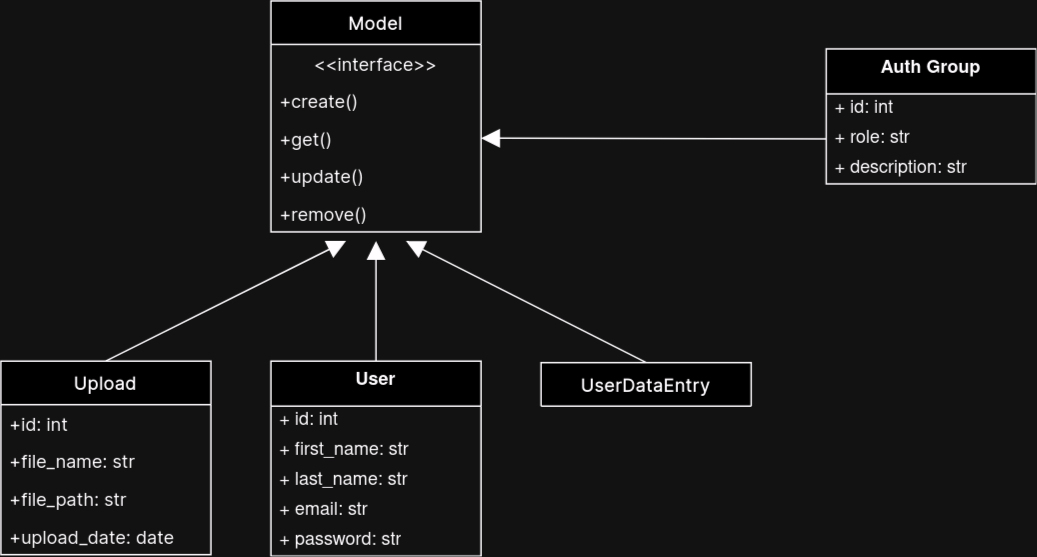 Model
<<interface>>
+create()
+get()
+update()
+remove()
Auth Group
+ id: int
+ role: str
+ description: str
Upload
+id: int
+file_name: str
+file_path: str
+upload_date: date
User
+ id: int
+ first_name: str
+ last_name: str
+ email: str
+ password: str
UserDataEntry